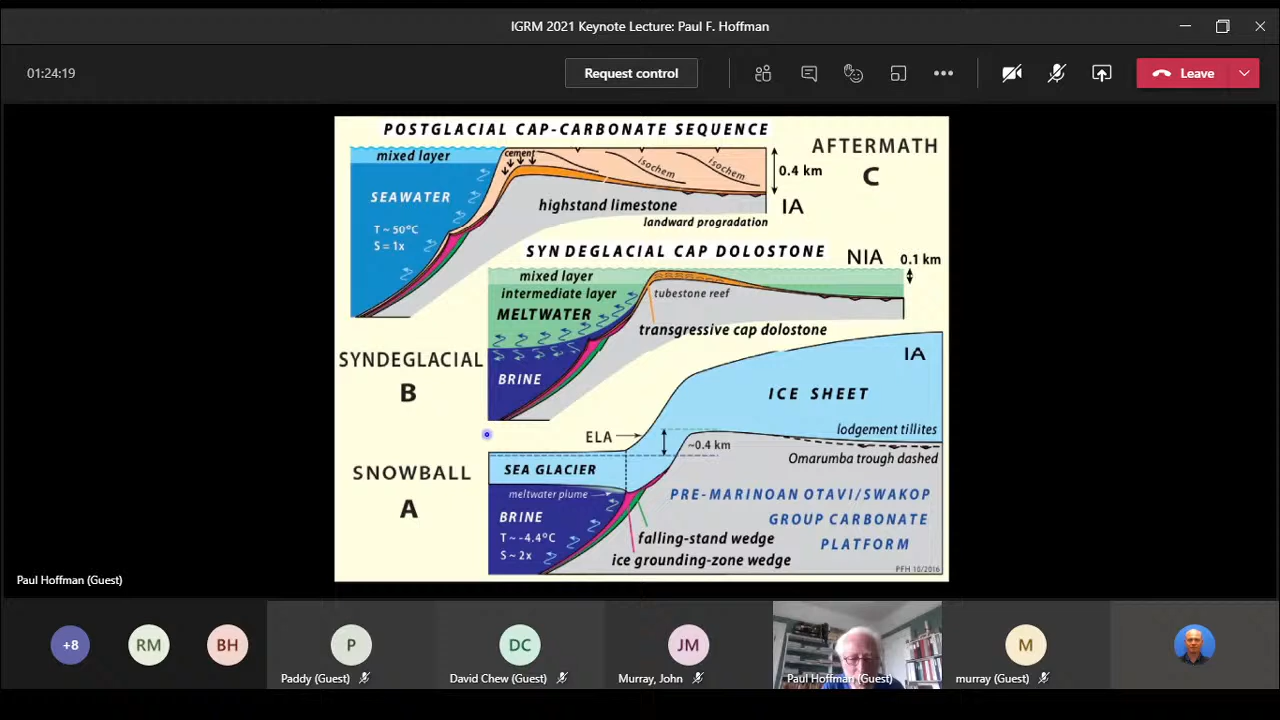 IGRM 2021 Keynote Lecture: Paul F. Hoffman
01:24:19
Request control
Leave
POSTGLACIAL CAP-CARBONATE SEQUENCE
AFTERMATH
C
mixed layer
cement
isochem
isochem
0.4 km
SEAWATER
highstand limestone
IA
landward progradation
T ~ 50°C
S = 1x
SYNDEGLACIAL CAP DOLOSTONE
NIA
0.1 km
mixed layer
intermediate layer
tubestone reef
MELTWATER
transgressive cap dolostone
SYNDEGLACIAL
B
BRINE
IA
ICE SHEET
ELA
lodgement tillites
~0.4 km
Omarumba trough dashed
SNOWBALL
A
SEA GLACIER
meltwater plume
PRE-MARINOAN OTAVI/SWAKOP
GROUP CARBONATE
PLATFORM
BRINE
T ~ -4.4°C
S ~ 2x
falling-stand wedge
ice grounding-zone wedge
PFH 10/2016
Paul Hoffman (Guest)
+8
RM
BH
P
DC
JM
M
Paddy (Guest)
David Chew (Guest)
Murray, John
Paul Hoffman (Guest)
murray (Guest)